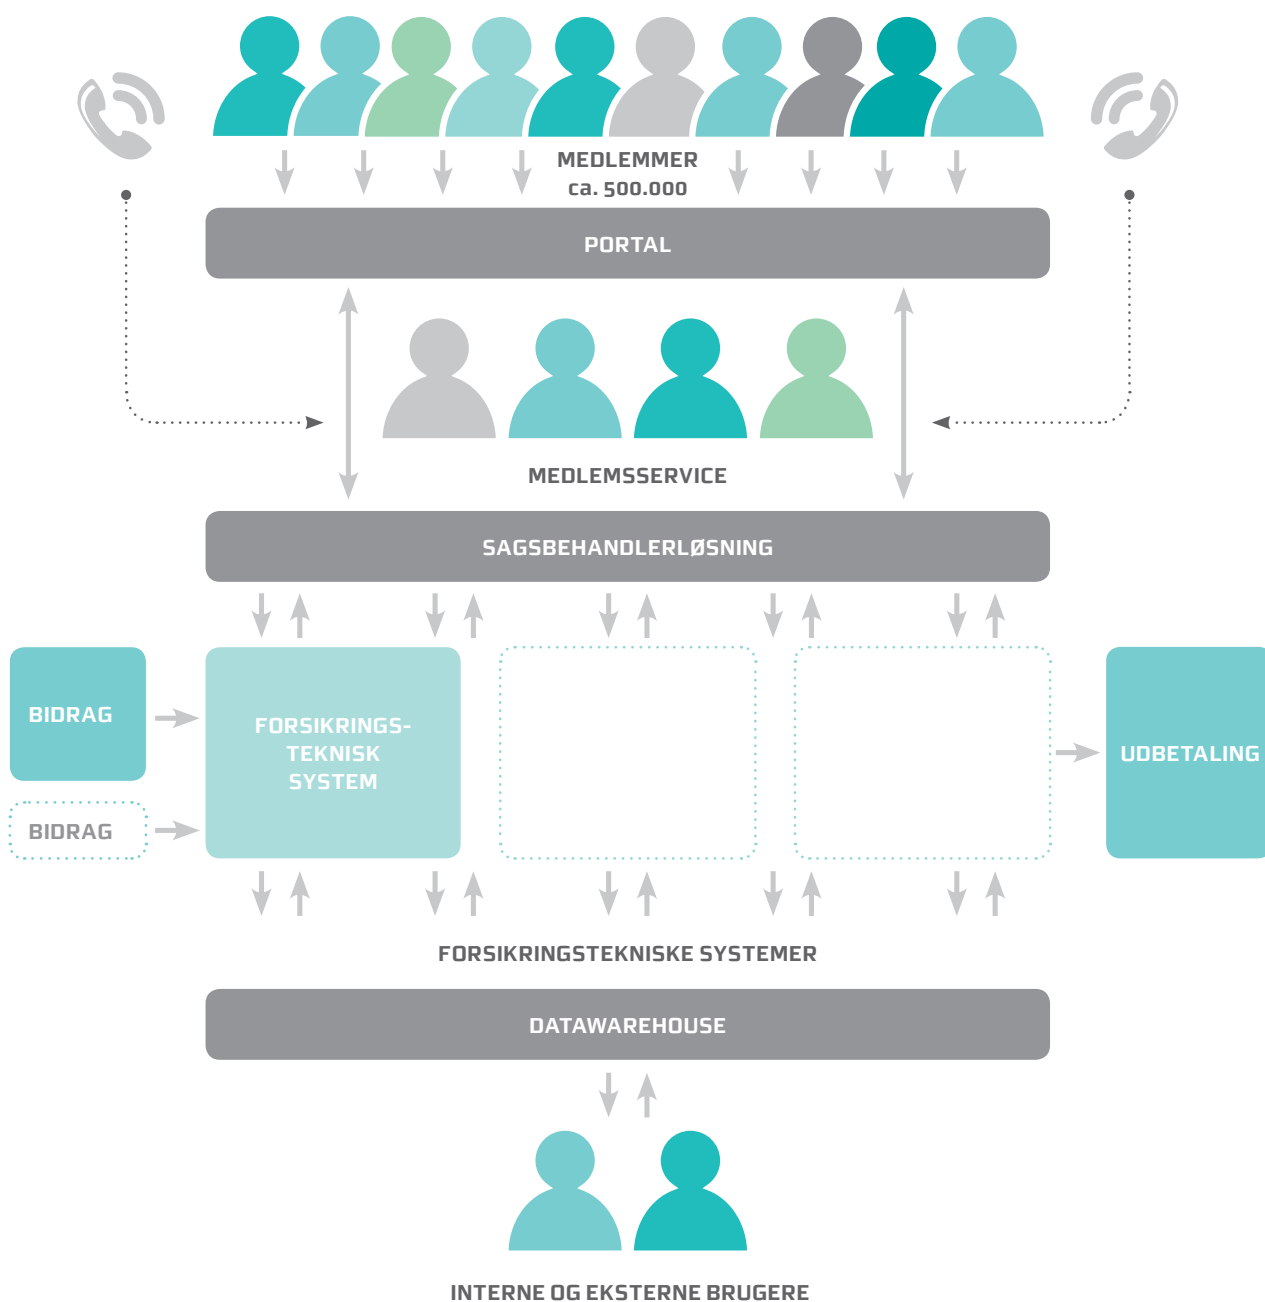 MEDLEMMER
ca. 500.000
PORTAL
MEDLEMSSERVICE
SAGSBEHANDLERLØSNING
BIDRAG
FORSIKRINGS-
TEKNISK
SYSTEM
UDBETALING
BIDRAG
FORSIKRINGSTEKNISKE SYSTEMER
DATAWAREHOUSE
INTERNE OG EKSTERNE BRUGERE